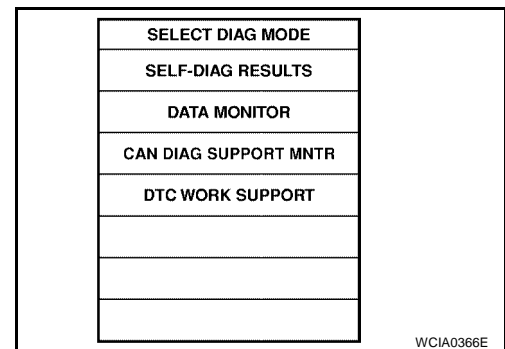 SELECT DIAG MODE
SELF-DIAG RESULTS
DATA MONITOR
CAN DIAG SUPPORT MNTR
DTC WORK SUPPORT
WCIA0366E